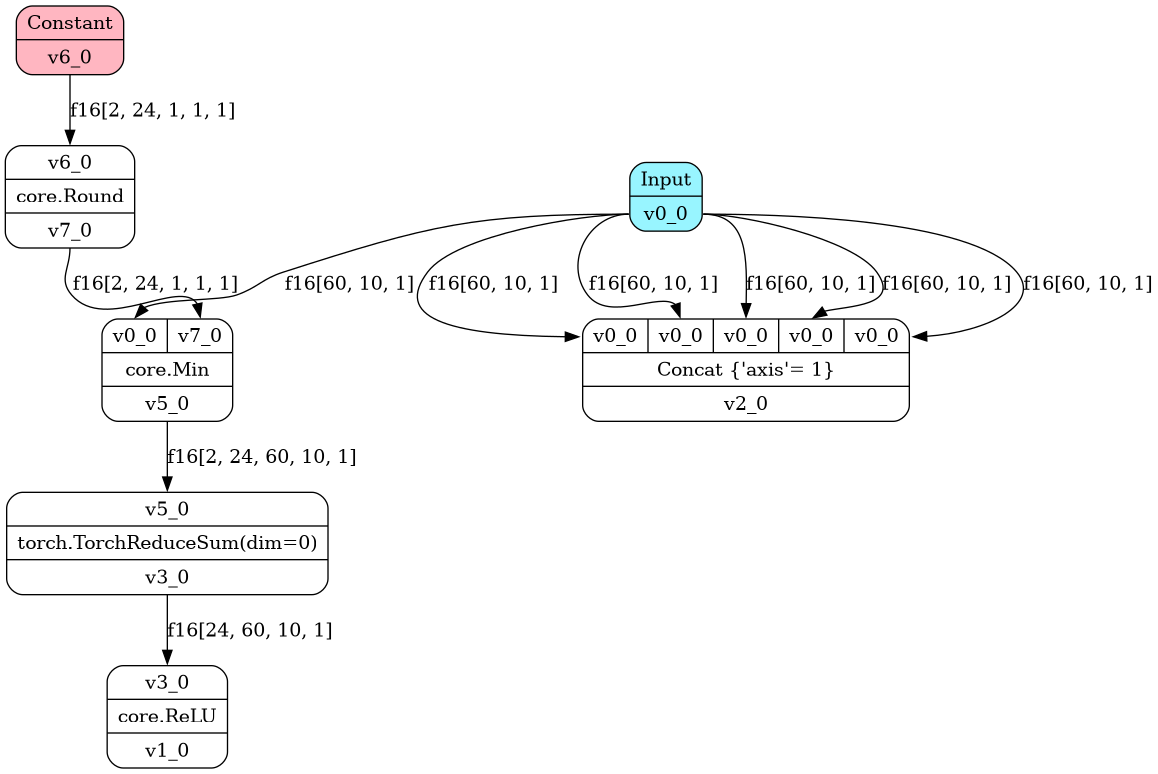 Constant
v6_0
f16[2, 24, 1, 1, 1]
v6_0
core.Round
v7_0
Input
v0_0
f16[2, 24, 1, 1, 1]
f16[60, 10, 1]
f16[60, 10, 1]
f16[60, 10, 1]
f16[60, 10, 1]
f16[60, 10, 1]
f16[60, 10, 1]
v0_0
v7_0
core.Min
v5_0
v0_0
v0_0
v0_0
v0_0
v0_0
Concat {'axis'= 1}
v2_0
f16[2, 24, 60, 10, 1]
v5_0
torch.TorchReduceSum(dim=0)
v3_0
f16[24, 60, 10, 1]
v3_0
core.ReLU
v1_0